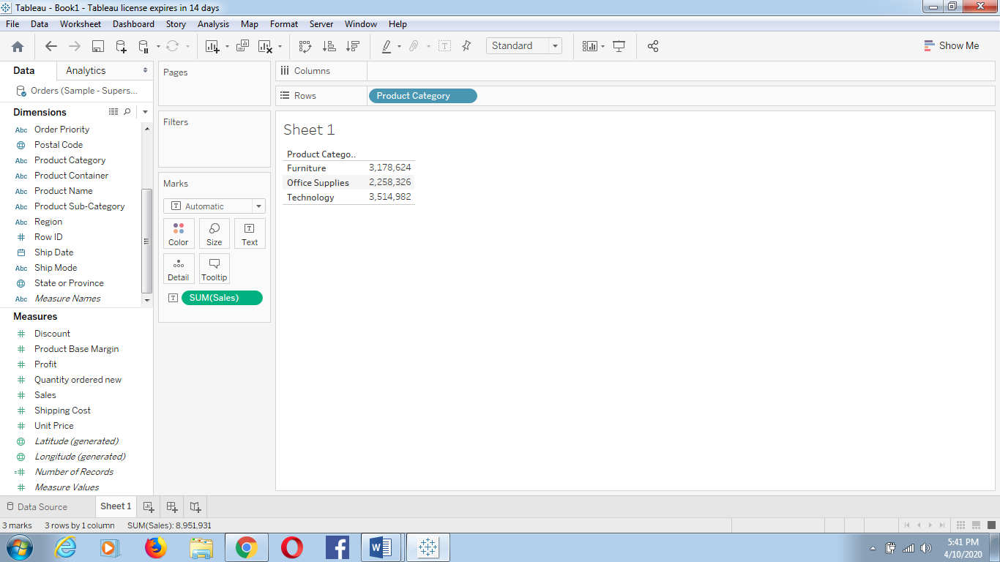 Tableau - Book1 - Tableau license expires in 14 days
File Data Worksheet Dashboard Story Analysis Map Format Server Window Help
Standard
Show Me
Data Analytics
Orders (Sample - Supers...
Dimensions
Abc Order Priority
Postal Code
Abc Product Category
Abc Product Container
Abc Product Name
Abc Product Sub-Category
Abc Region
# Row ID
Ship Date
Abc Ship Mode
State or Province
Abc Measure Names
Measures
# Discount
# Product Base Margin
# Profit
# Quantity ordered new
# Sales
# Shipping Cost
# Unit Price
Latitude (generated)
Longitude (generated)
=# Number of Records
# Measure Values
Pages
Filters
Marks
T Automatic
Color Size T Text
Detail Tooltip
T SUM(Sales)
Columns
Rows Product Category
Sheet 1
Product Catego..
Furniture 3,178,624
Office Supplies 2,258,326
Technology 3,514,982
Data Source Sheet 1
3 marks 3 rows by 1 column SUM(Sales): 8,951,931
5:41 PM
4/10/2020